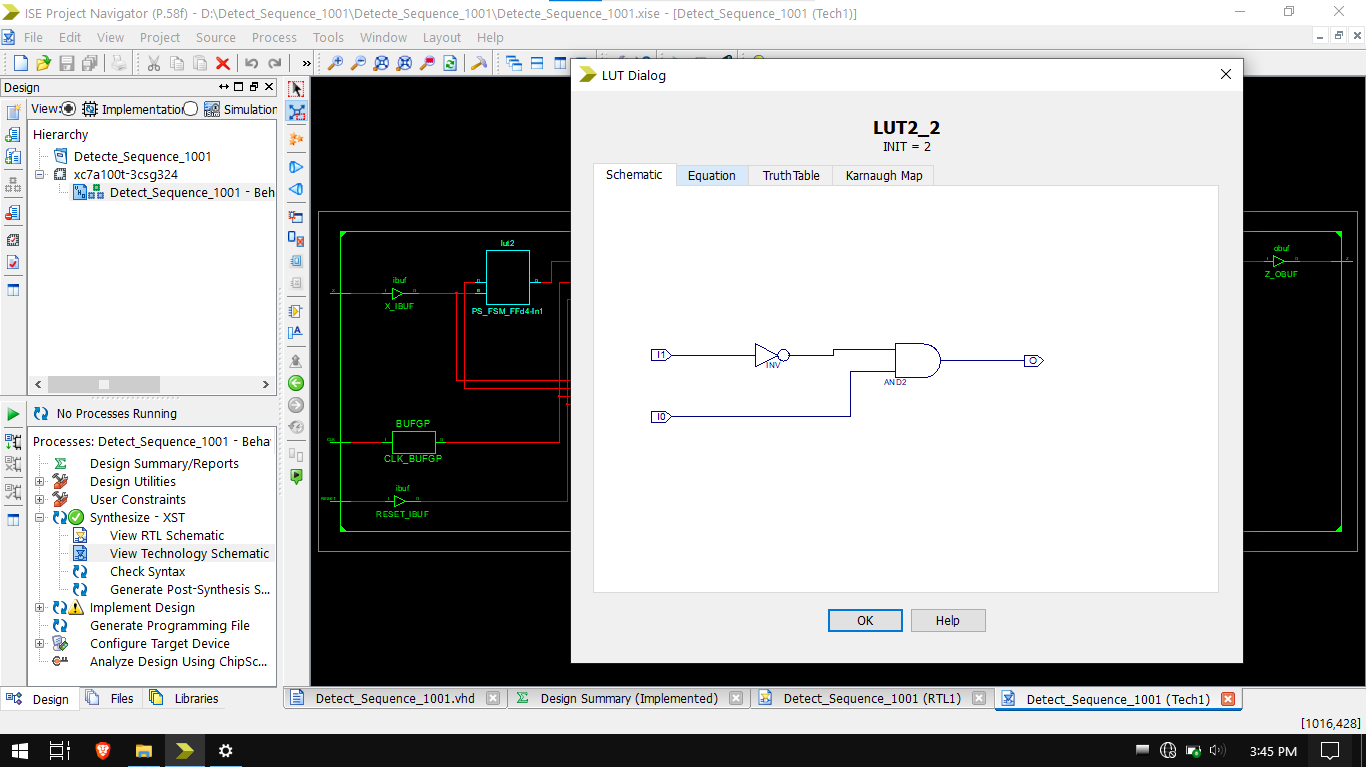 ISE Project Navigator (P.58f) - D:\Detect_Sequence_1001\Detecte_Sequence_1001\Detecte_Sequence_1001.xise - [Detect_Sequence_1001 (Tech1)]
File Edit View Project Source Process Tools Window Layout Help
Design
View: Implementation Simulation
Hierarchy
Detecte_Sequence_1001
xc7a100t-3csg324
Detect_Sequence_1001 - Beh
No Processes Running
Processes: Detect_Sequence_1001 - Beha
Design Summary/Reports
Design Utilities
User Constraints
Synthesize - XST
View RTL Schematic
View Technology Schematic
Check Syntax
Generate Post-Synthesis S...
Implement Design
Generate Programming File
Configure Target Device
Analyze Design Using ChipSc...
Design Files Libraries
lut2
PS_FSM_FFd4-In1
ibuf
X_IBUF
BUFGP
CLK_BUFGP
ibuf
RESET_IBUF
obuf
Z_OBUF
LUT Dialog
LUT2_2
INIT = 2
Schematic Equation TruthTable Karnaugh Map
I1
INV
AND2
O
I0
OK Help
Detect_Sequence_1001.vhd Design Summary (Implemented) Detect_Sequence_1001 (RTL1) Detect_Sequence_1001 (Tech1)
[1016,428]
3:45 PM